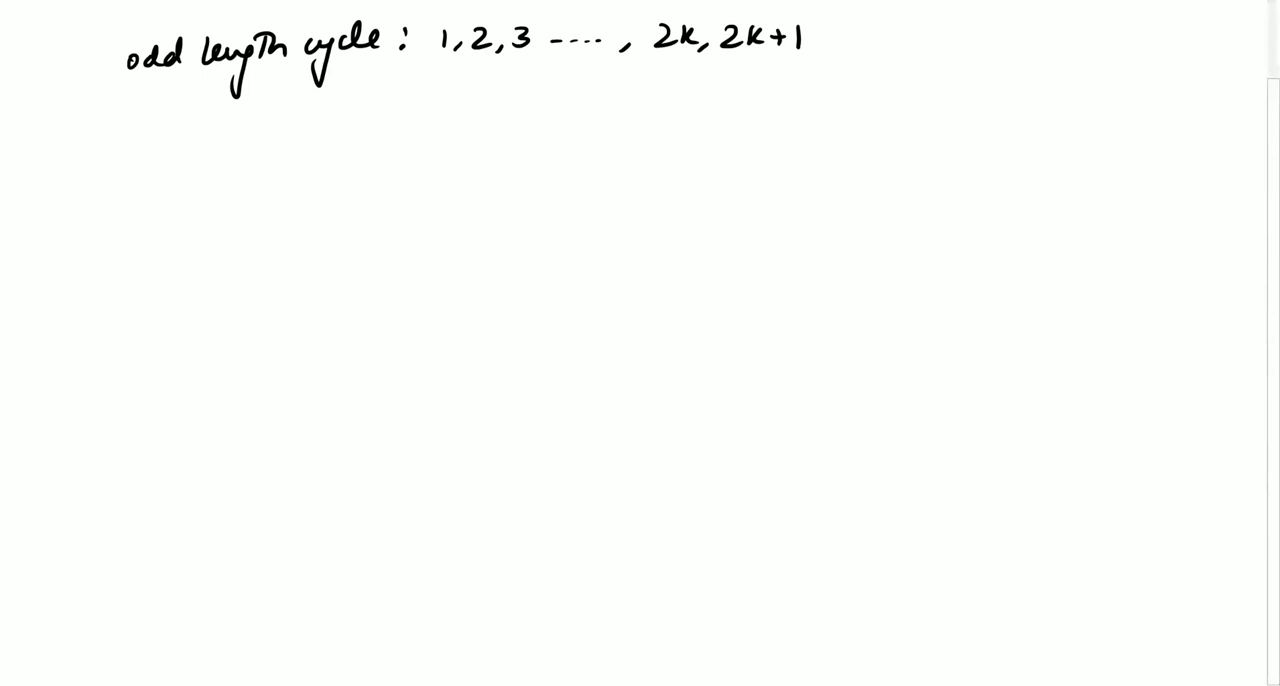 odd length cycle : 1, 2, 3 ---- , 2k, 2k+1